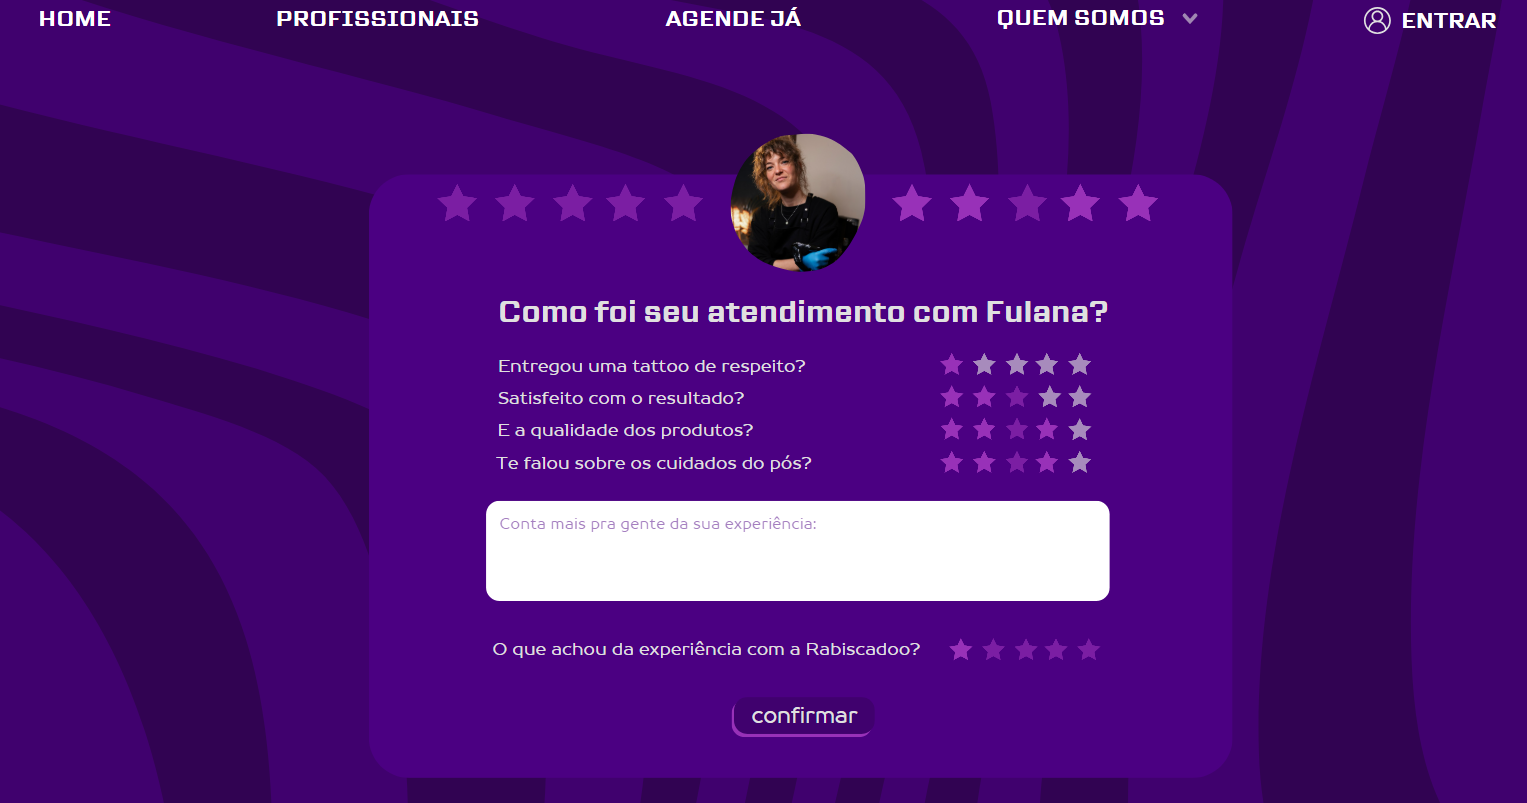 HOME
PROFISSIONAIS
AGENDE JÁ
QUEM SOMOS
ENTRAR
Como foi seu atendimento com Fulana?
Entregou uma tattoo de respeito?
Satisfeito com o resultado?
E a qualidade dos produtos?
Te falou sobre os cuidados do pós?
Conta mais pra gente da sua experiência:
O que achou da experiência com a Rabiscadoo?
confirmar